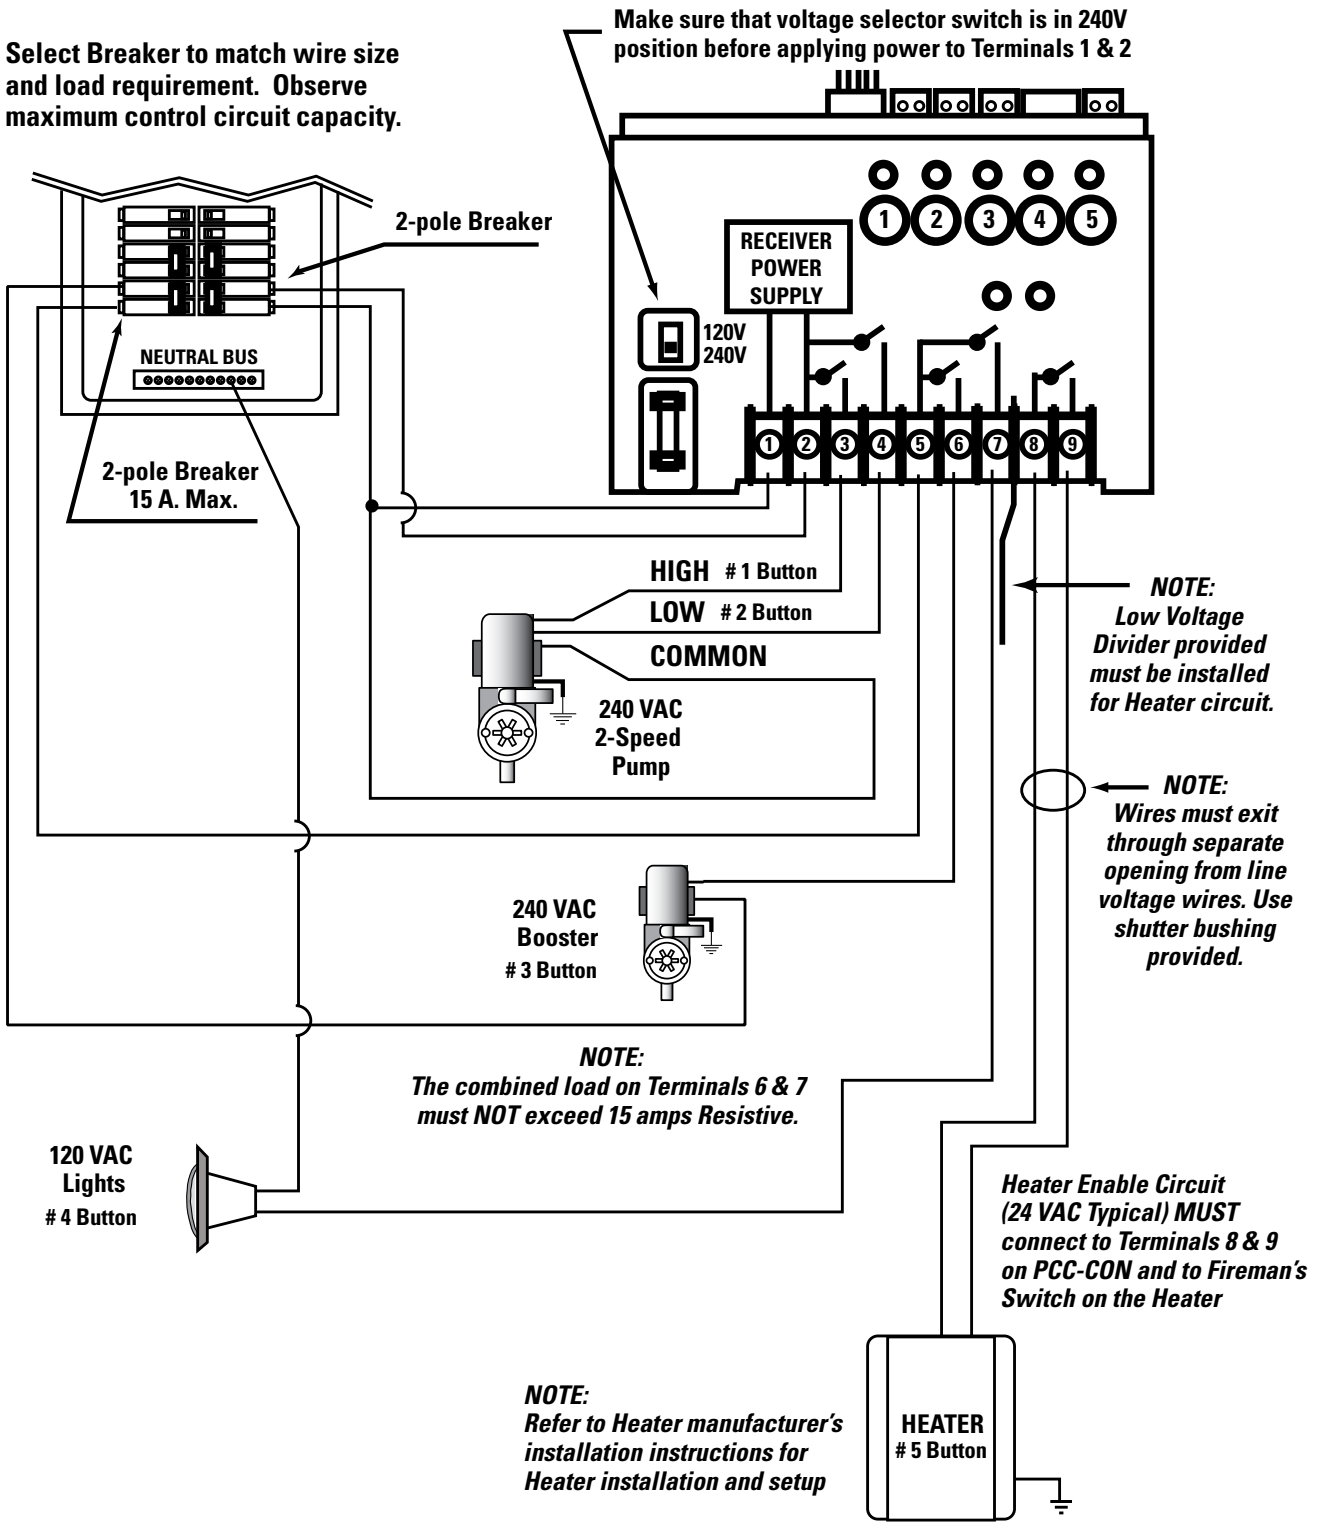 Make sure that voltage selector switch is in 240V
position before applying power to Terminals 1 & 2
Select Breaker to match wire size
and load requirement. Observe
maximum control circuit capacity.
2-pole Breaker
1 2 3 4 5
RECEIVER
POWER
SUPPLY
120V
240V
NEUTRAL BUS
1 2 3 4 5 6 7 8 9
2-pole Breaker
15 A. Max.
HIGH # 1 Button
LOW # 2 Button
COMMON
240 VAC
2-Speed
Pump
NOTE:
Low Voltage
Divider provided
must be installed
for Heater circuit.
NOTE:
Wires must exit
through separate
opening from line
voltage wires. Use
shutter bushing
provided.
240 VAC
Booster
# 3 Button
NOTE:
The combined load on Terminals 6 & 7
must NOT exceed 15 amps Resistive.
120 VAC
Lights
# 4 Button
Heater Enable Circuit
(24 VAC Typical) MUST
connect to Terminals 8 & 9
on PCC-CON and to Fireman's
Switch on the Heater
NOTE:
Refer to Heater manufacturer's
installation instructions for
Heater installation and setup
HEATER
# 5 Button